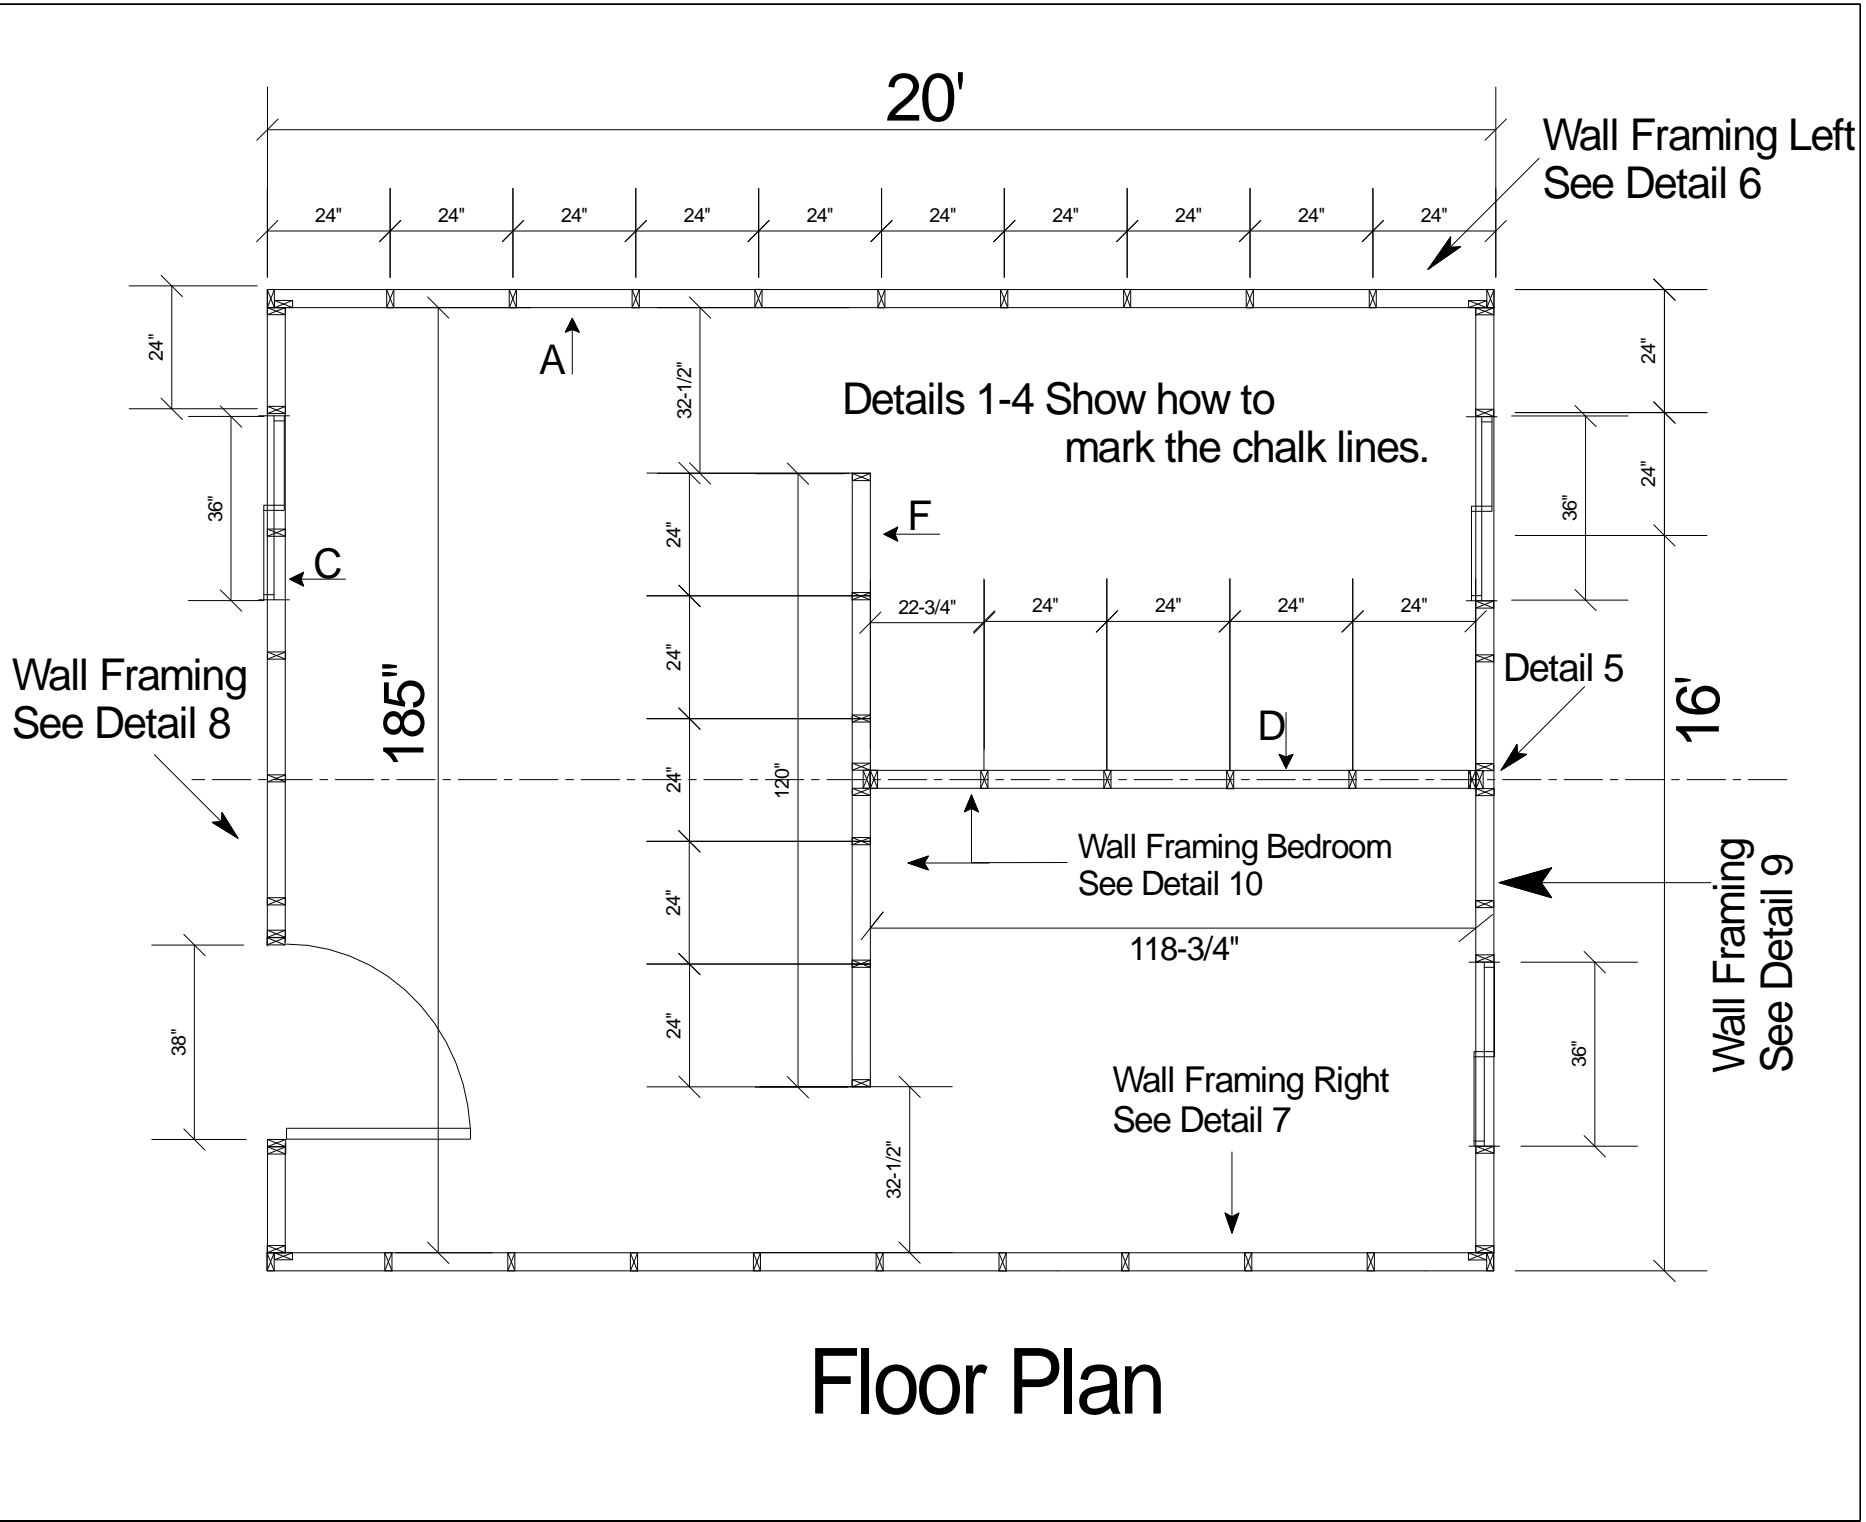 20'
Wall Framing Left
See Detail 6
24" 24" 24" 24" 24" 24" 24" 24" 24" 24"
24"
A
32-1/2"
24"
Details 1-4 Show how to
mark the chalk lines.
36"
F
24"
24"
36"
C
22-3/4" 24" 24" 24" 24"
24"
Wall Framing
See Detail 8
185"
Detail 5
16'
D
24"
120"
Wall Framing Bedroom
See Detail 10
24"
118-3/4"
Wall Framing
See Detail 9
38"
24"
36"
Wall Framing Right
See Detail 7
32-1/2"
Floor Plan